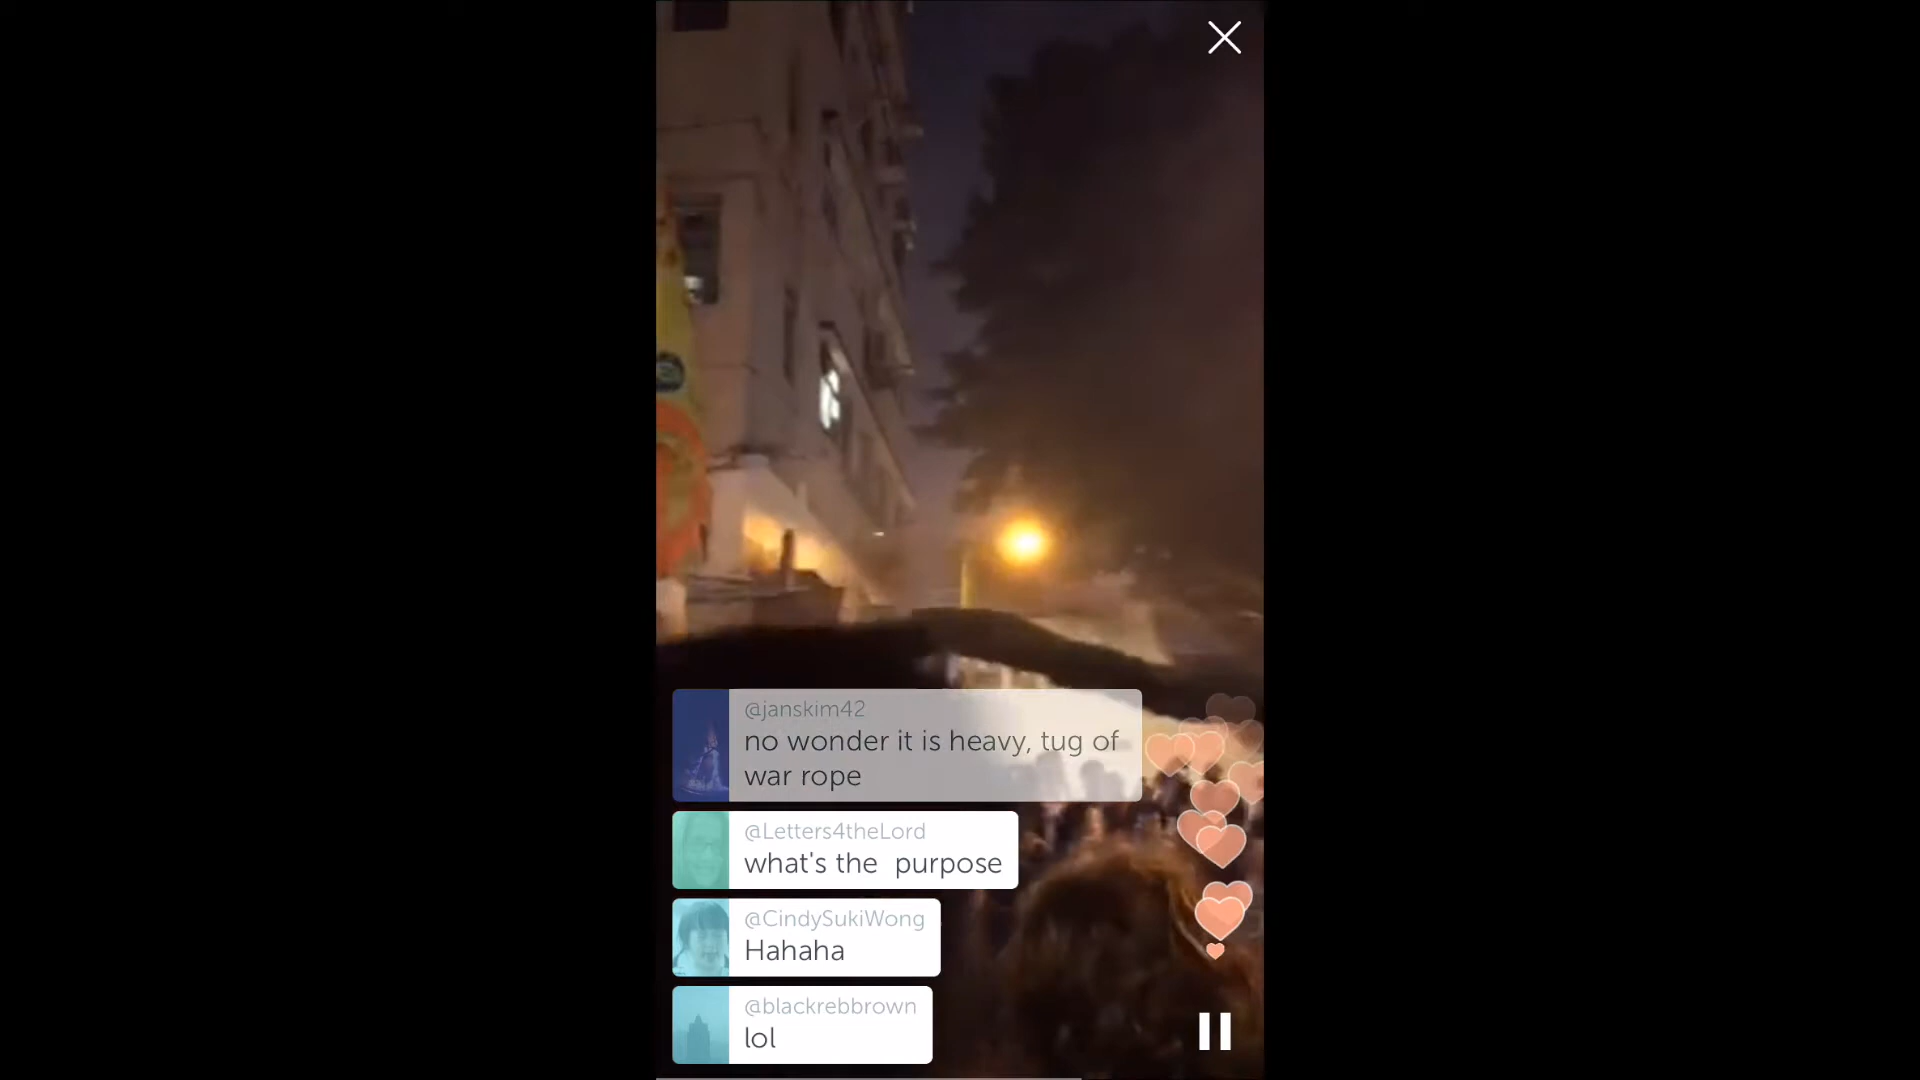 @janskim42
no wonder it is heavy, tug of
war rope
@Letters4theLord
what's the  purpose
@CindySukiWong
Hahaha
@blackrebbrown
lol